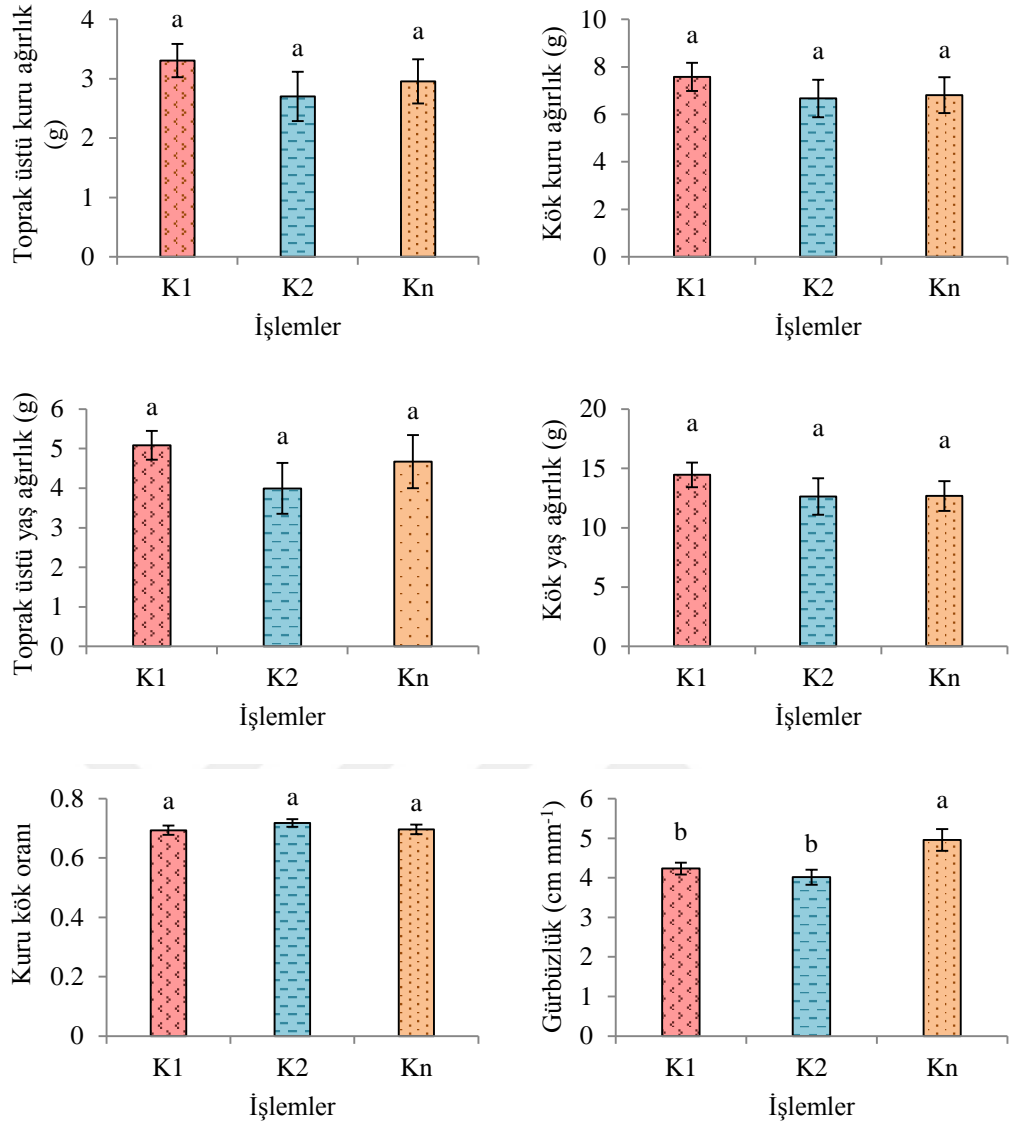 Toprak üstü kuru ağırlık
(g)
4
3
2
1
0
a
a
a
K1
K2
Kn
İşlemler
Kök kuru ağırlık (g)
10
8
6
4
2
0
a
a
a
K1
K2
Kn
İşlemler
Toprak üstü yaş ağırlık (g)
6
5
4
3
2
1
0
a
a
a
K1
K2
Kn
İşlemler
Kök yaş ağırlık (g)
20
15
10
5
0
a
a
a
K1
K2
Kn
İşlemler
Kuru kök oranı
0.8
0.6
0.4
0.2
0
a
a
a
K1
K2
Kn
İşlemler
Gürbüzlük (cm mm⁻¹)
6
5
4
3
2
1
0
b
b
a
K1
K2
Kn
İşlemler